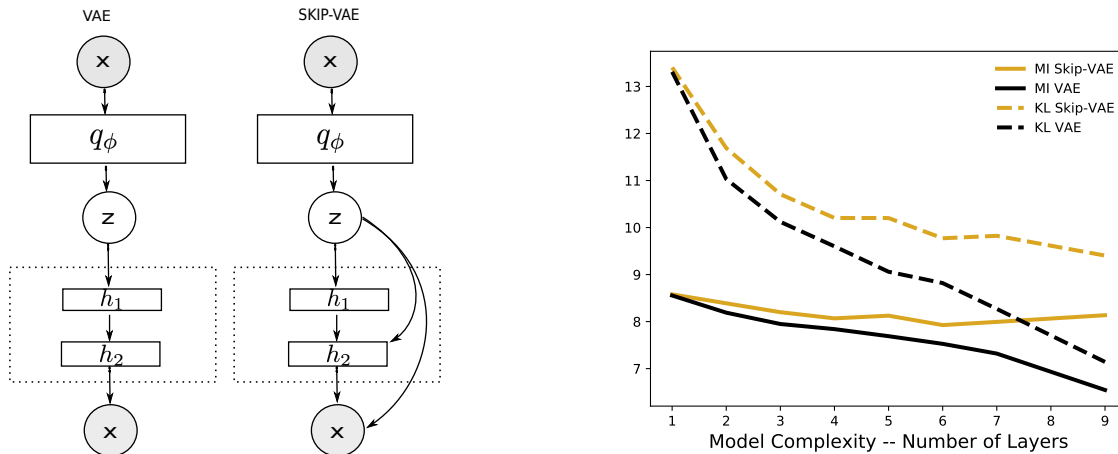 VAE
x
qϕ
z
h1
h2
x
SKIP-VAE
x
qϕ
z
h1
h2
x
13
12
11
10
9
8
7
MI Skip-VAE
MI VAE
KL Skip-VAE
KL VAE
1 2 3 4 5 6 7 8 9
Model Complexity -- Number of Layers